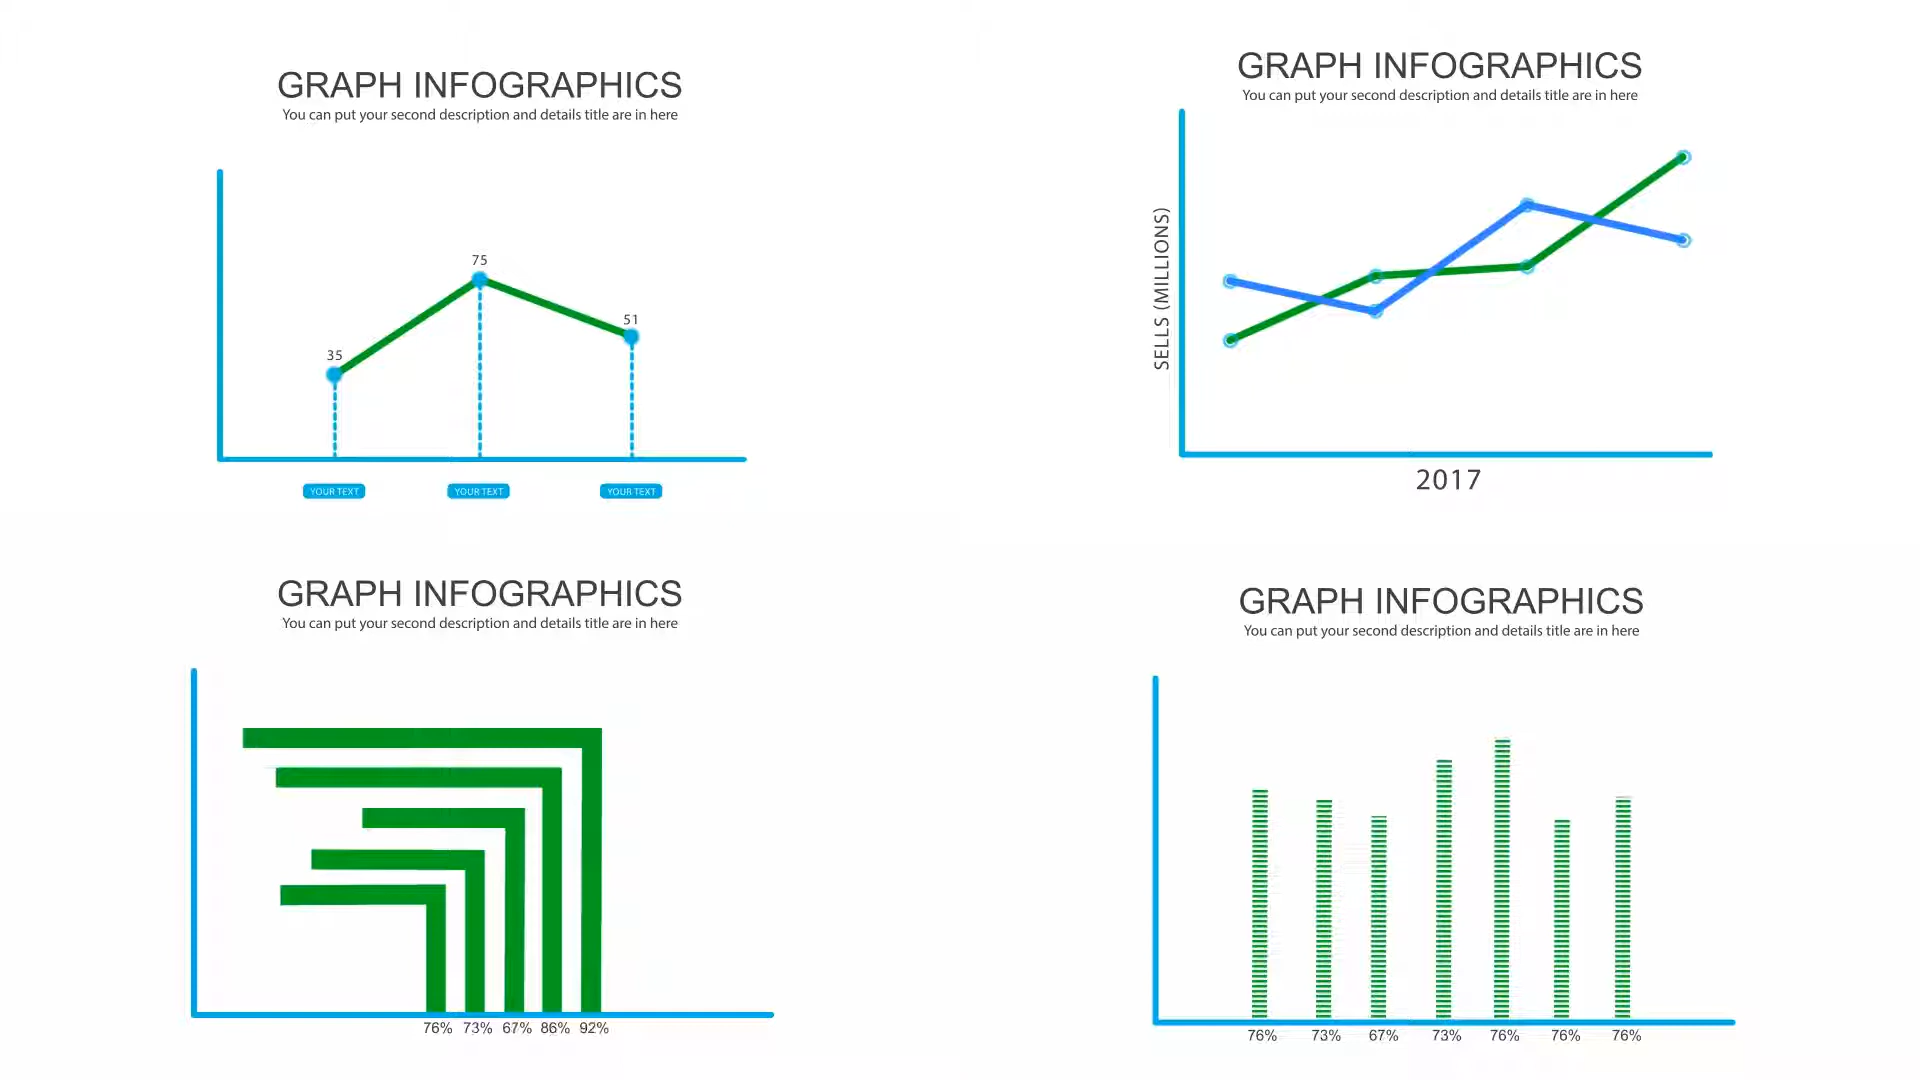 GRAPH INFOGRAPHICS
You can put your second description and details title are in here
75
51
35
YOUR TEXT YOUR TEXT YOUR TEXT
GRAPH INFOGRAPHICS
You can put your second description and details title are in here
SELLS (MILLIONS)
2017
GRAPH INFOGRAPHICS
You can put your second description and details title are in here
76% 73% 67% 86% 92%
GRAPH INFOGRAPHICS
You can put your second description and details title are in here
76% 73% 67% 73% 76% 76% 76%